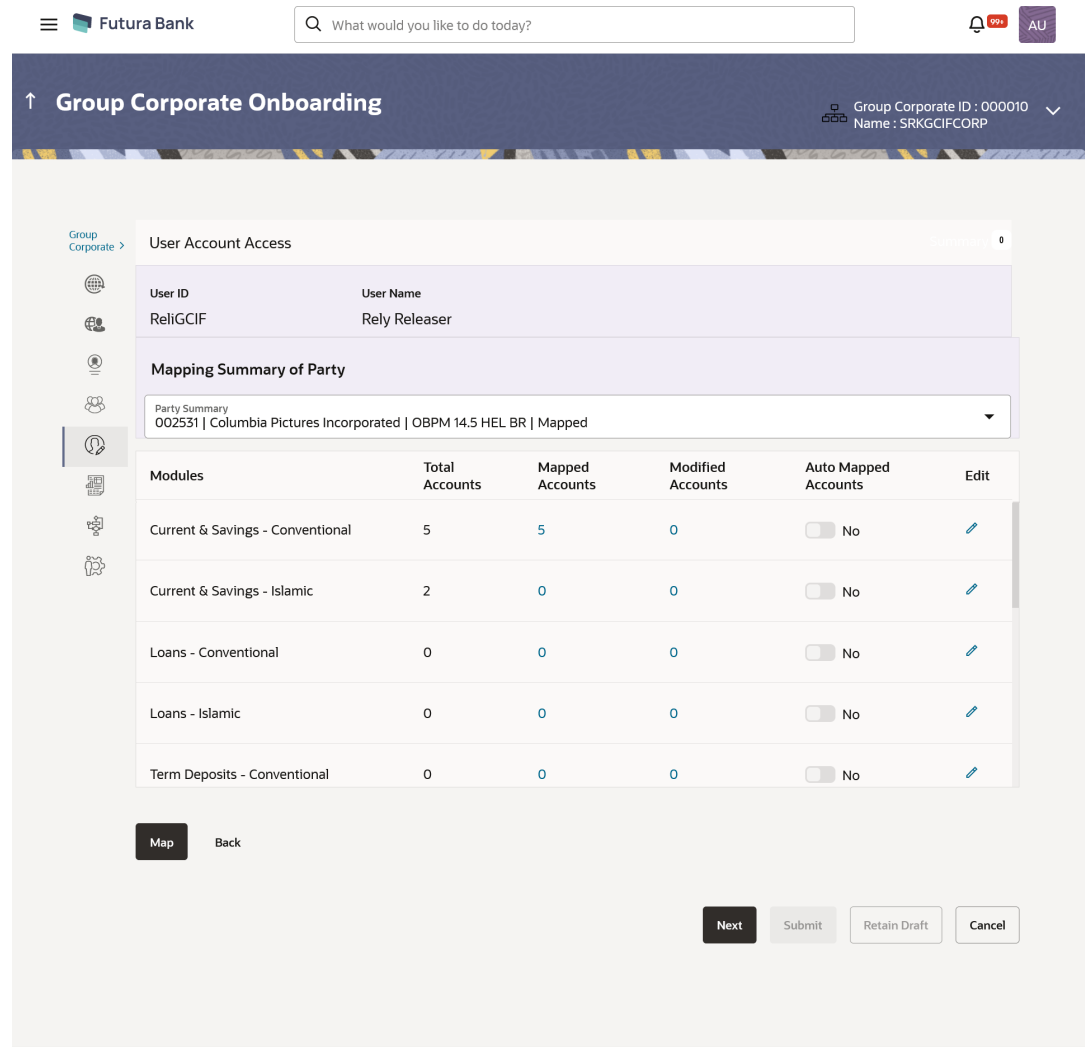 Futura Bank
What would you like to do today?
99+
AU
Group Corporate Onboarding
Group Corporate ID : 000010
Name : SRKGCIFCORP
Group
Corporate
User Account Access
Summary 0
User ID User Name
ReliGCIF Rely Releaser
Mapping Summary of Party
Party Summary
002531 | Columbia Pictures Incorporated | OBPM 14.5 HEL BR | Mapped
Modules Total Accounts Mapped Accounts Modified Accounts Auto Mapped Accounts Edit
Current & Savings - Conventional 5 5 0 No
Current & Savings - Islamic 2 0 0 No
Loans - Conventional 0 0 0 No
Loans - Islamic 0 0 0 No
Term Deposits - Conventional 0 0 0 No
Map Back
Next Submit Retain Draft Cancel